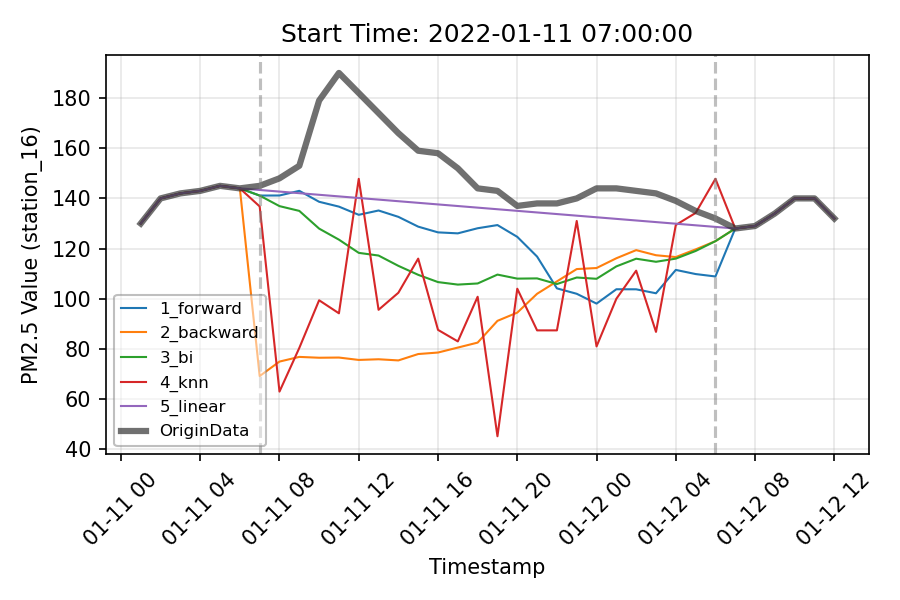 Start Time: 2022-01-11 07:00:00
PM2.5 Value (station_16)
180
160
140
120
100
80
60
40
1_forward
2_backward
3_bi
4_knn
5_linear
OriginData
01-11 00
01-11 04
01-11 08
01-11 12
01-11 16
01-11 20
01-12 00
01-12 04
01-12 08
01-12 12
Timestamp